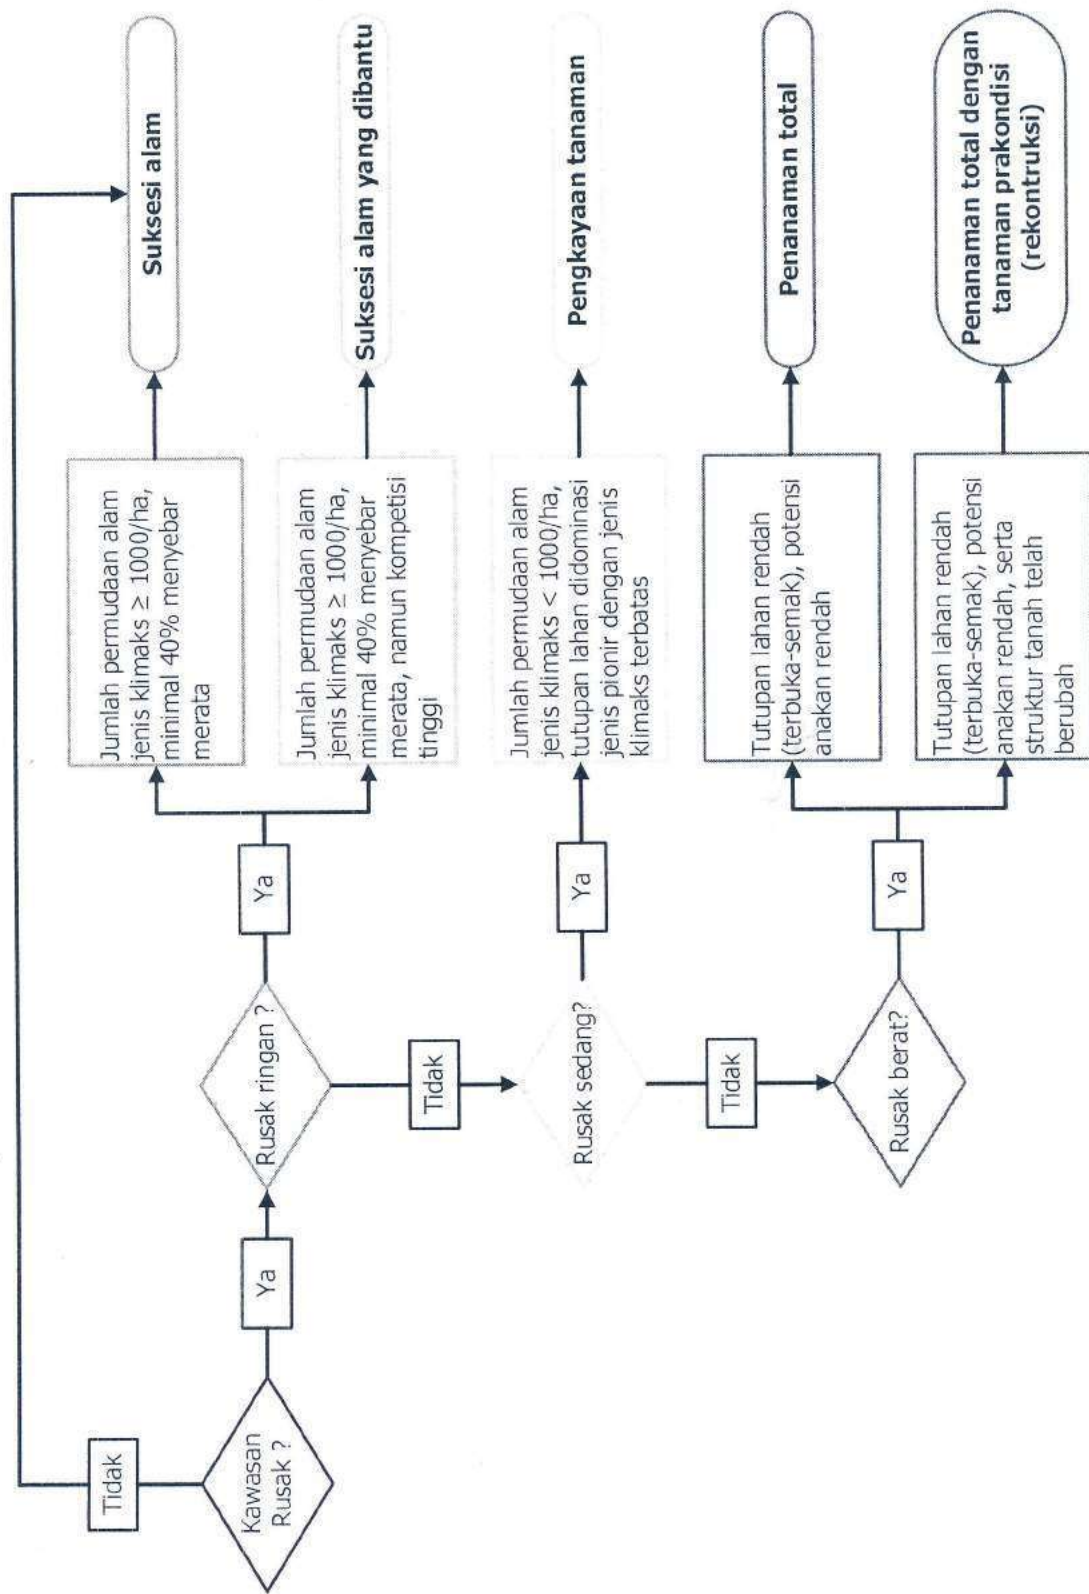 Kawasan
Rusak ?
Tidak
Ya
Rusak ringan ?
Ya
Tidak
Rusak sedang?
Ya
Tidak
Rusak berat?
Ya
Jumlah permudaan alam
jenis klimaks ≥ 1000/ha,
minimal 40% menyebar
merata
Suksesi alam
Jumlah permudaan alam
jenis klimaks ≥ 1000/ha,
minimal 40% menyebar
merata, namun kompetisi
tinggi
Suksesi alam yang dibantu
Jumlah permudaan alam
jenis klimaks < 1000/ha,
tutupan lahan didominasi
jenis pionir dengan jenis
klimaks terbatas
Pengkayaan tanaman
Tutupan lahan rendah
(terbuka-semak), potensi
anakan rendah
Penanaman total
Tutupan lahan rendah
(terbuka-semak), potensi
anakan rendah, serta
struktur tanah telah
berubah
Penanaman total dengan
tanaman prakondisi
(rekontruksi)